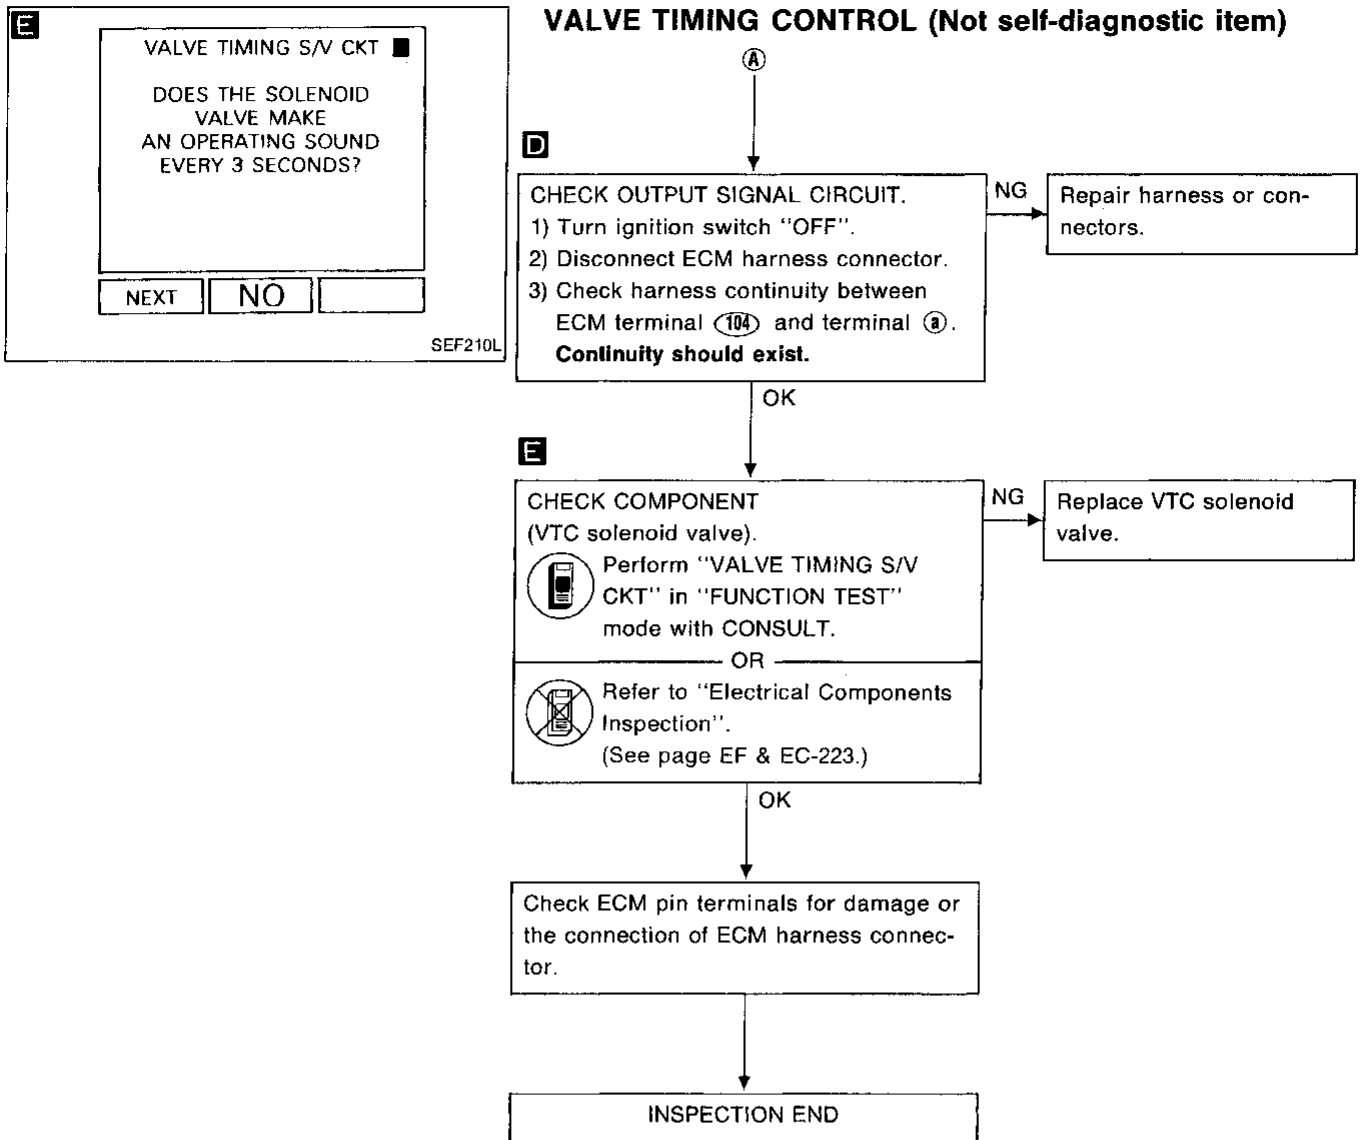 E
VALVE TIMING S/V CKT
DOES THE SOLENOID
VALVE MAKE
AN OPERATING SOUND
EVERY 3 SECONDS?
NEXT
NO
SEF210L
VALVE TIMING CONTROL (Not self-diagnostic item)
A
D
CHECK OUTPUT SIGNAL CIRCUIT.
1) Turn ignition switch "OFF".
2) Disconnect ECM harness connector.
3) Check harness continuity between
ECM terminal 104 and terminal a.
Continuity should exist.
NG
Repair harness or con-
nectors.
OK
E
CHECK COMPONENT
(VTC solenoid valve).
Perform "VALVE TIMING S/V
CKT" in "FUNCTION TEST"
mode with CONSULT.
OR
Refer to "Electrical Components
Inspection".
(See page EF & EC-223.)
NG
Replace VTC solenoid
valve.
OK
Check ECM pin terminals for damage or
the connection of ECM harness connec-
tor.
INSPECTION END